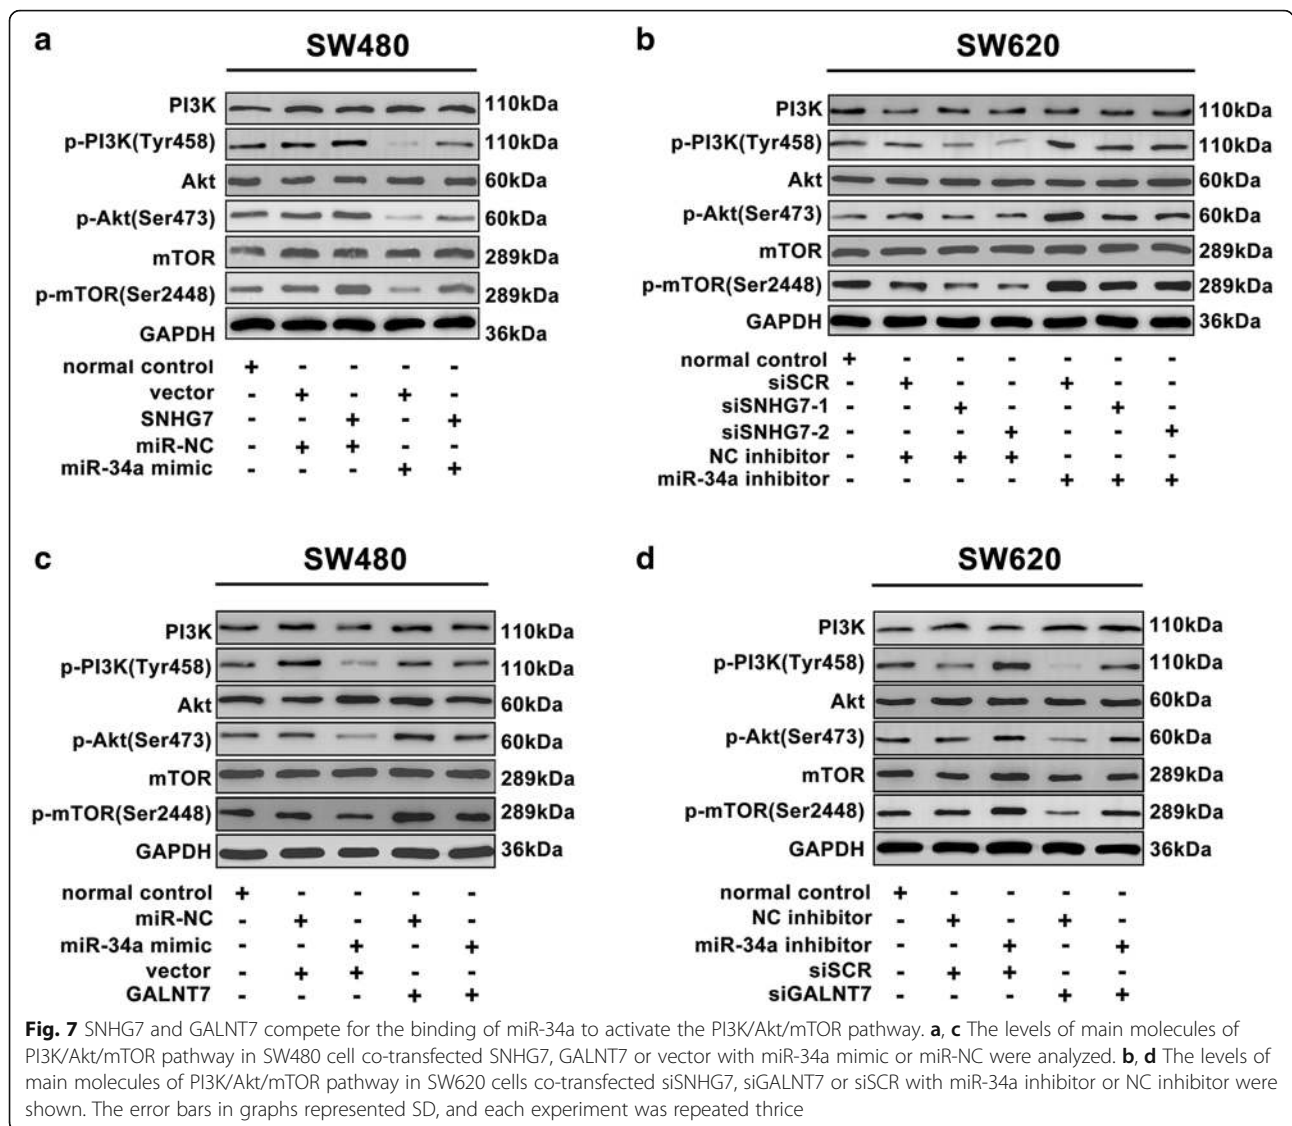 a
SW480
PI3K 110kDa
p-PI3K(Tyr458) 110kDa
Akt 60kDa
p-Akt(Ser473) 60kDa
mTOR 289kDa
p-mTOR(Ser2448) 289kDa
GAPDH 36kDa
normal control + - - - -
vector - + - + -
SNHG7 - - + - +
miR-NC - + + - -
miR-34a mimic - - - + +
b
SW620
PI3K 110kDa
p-PI3K(Tyr458) 110kDa
Akt 60kDa
p-Akt(Ser473) 60kDa
mTOR 289kDa
p-mTOR(Ser2448) 289kDa
GAPDH 36kDa
normal control + - - - - - -
siSCR - + - - + - -
siSNHG7-1 - - + - - + -
siSNHG7-2 - - - + - - +
NC inhibitor - + + + - - -
miR-34a inhibitor - - - - + + +
c
SW480
PI3K 110kDa
p-PI3K(Tyr458) 110kDa
Akt 60kDa
p-Akt(Ser473) 60kDa
mTOR 289kDa
p-mTOR(Ser2448) 289kDa
GAPDH 36kDa
normal control + - - - -
miR-NC - + - + -
miR-34a mimic - - + - +
vector - + + - -
GALNT7 - - - + +
d
SW620
PI3K 110kDa
p-PI3K(Tyr458) 110kDa
Akt 60kDa
p-Akt(Ser473) 60kDa
mTOR 289kDa
p-mTOR(Ser2448) 289kDa
GAPDH 36kDa
normal control + - - - -
NC inhibitor - + - + -
miR-34a inhibitor - - + - +
siSCR - + + - -
siGALNT7 - - - + +
Fig. 7 SNHG7 and GALNT7 compete for the binding of miR-34a to activate the PI3K/Akt/mTOR pathway. a, c The levels of main molecules of
PI3K/Akt/mTOR pathway in SW480 cell co-transfected SNHG7, GALNT7 or vector with miR-34a mimic or miR-NC were analyzed. b, d The levels of
main molecules of PI3K/Akt/mTOR pathway in SW620 cells co-transfected siSNHG7, siGALNT7 or siSCR with miR-34a inhibitor or NC inhibitor were
shown. The error bars in graphs represented SD, and each experiment was repeated thrice